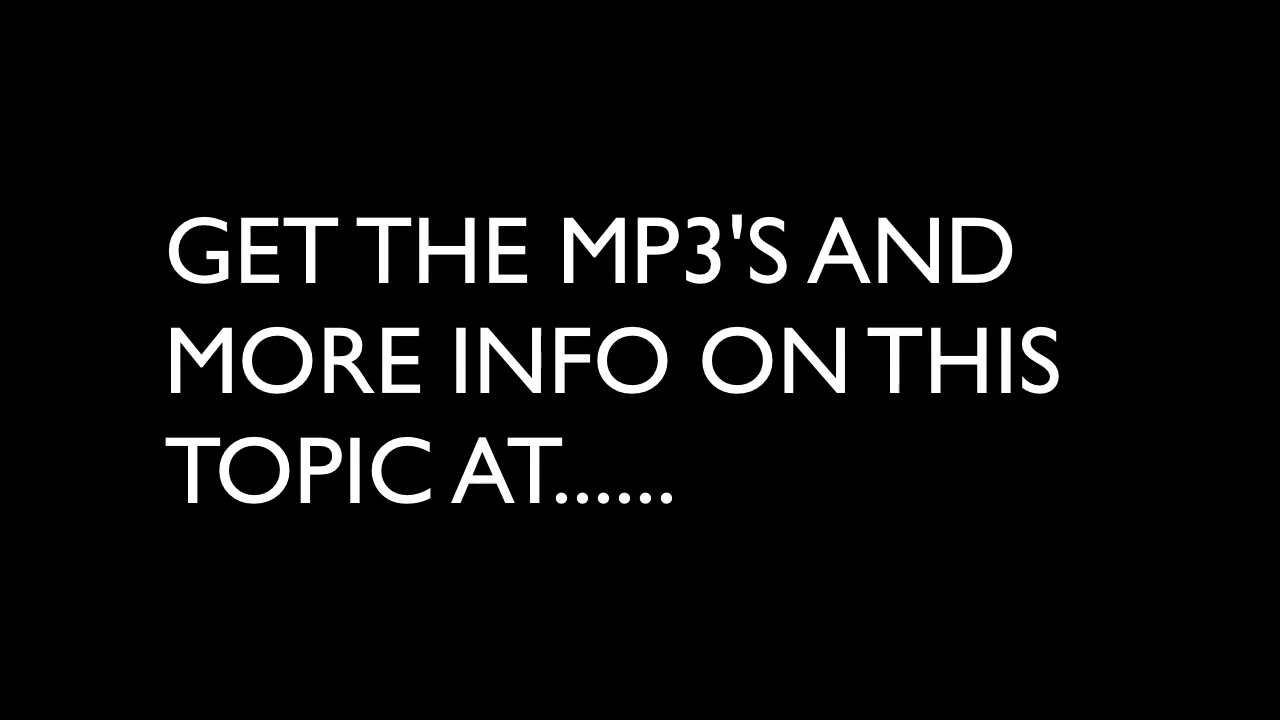 GET THE MP3'S AND
MORE INFO ON THIS
TOPIC AT......